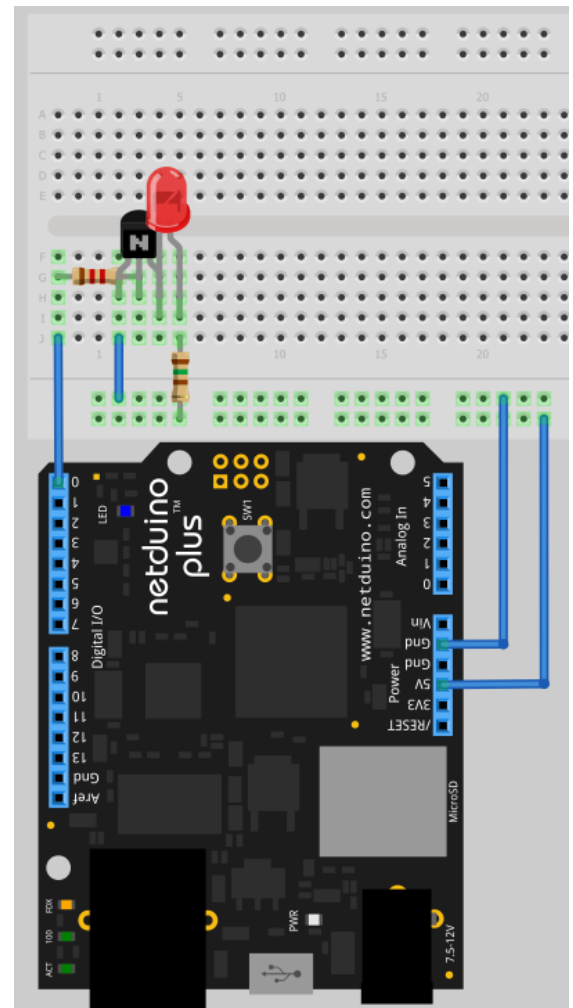 1 5 10 15 20
A
B
C
D
E
N
N
F
G
H
I
J
1 10 15 20
0
1
2
3
4
5
6
7
Digital I/O
8
9
10
11
12
13
Gnd
Aref
LED
netduino™
plus
SW1
www.netduino.com
5
4
3
2
1
0
Analog In
Vin
Gnd
Gnd
5V
3V3
/RESET
Power
MicroSD
FDX
100
ACT
PWR
7.5-12V